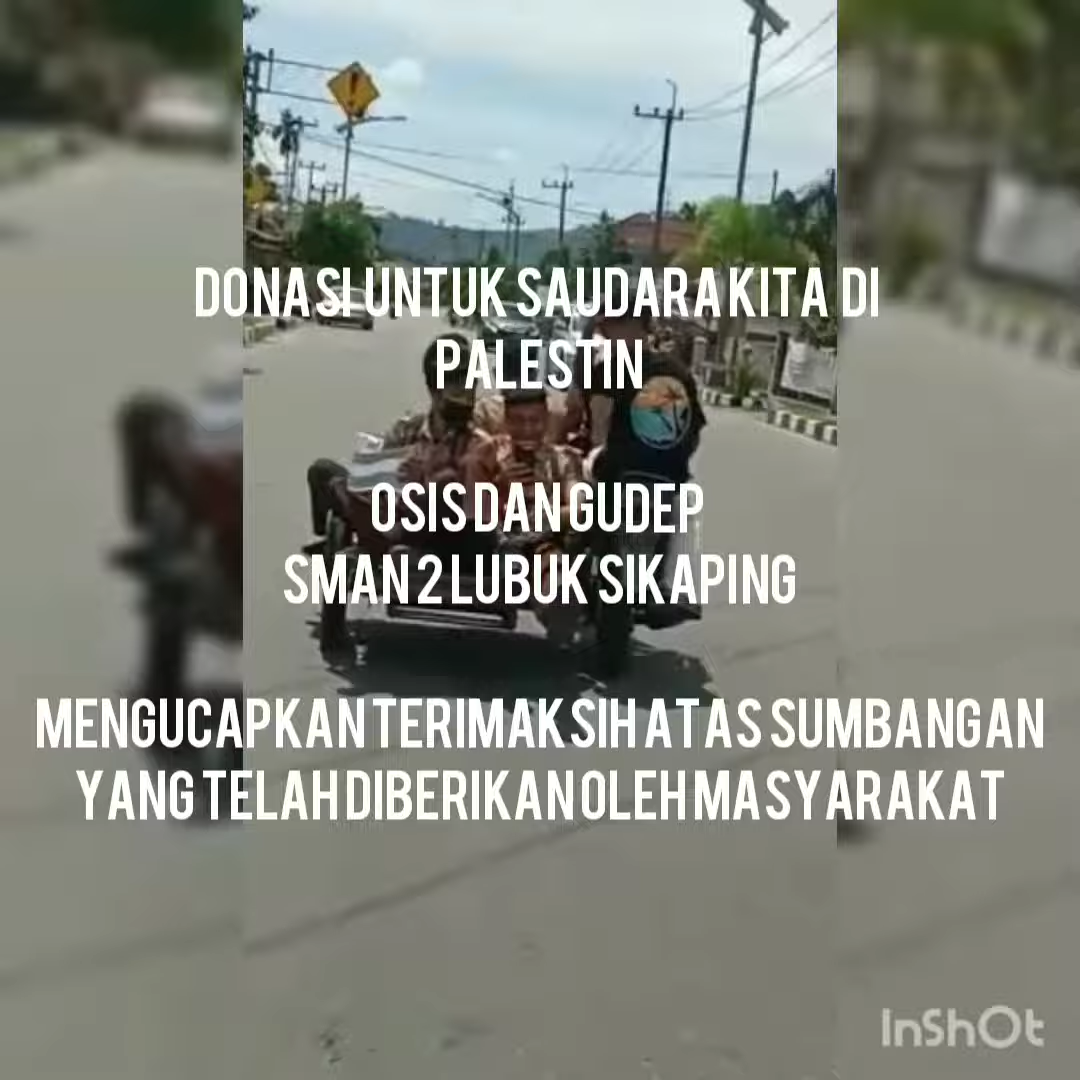 DONASI UNTUK SAUDARA KITA DI
PALESTIN
OSIS DAN GUDEP
SMAN 2 LUBUK SIKAPING
MENGUCAPKAN TERIMAKSIH ATAS SUMBANGAN
YANG TELAH DIBERIKAN OLEH MASYARAKAT
InShOt